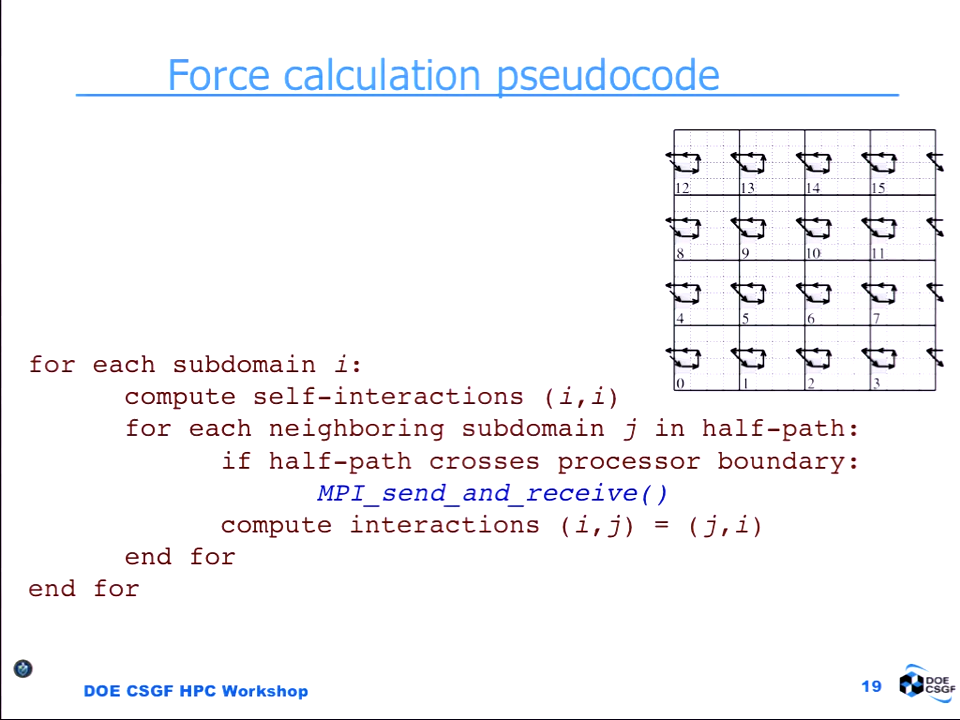 Force calculation pseudocode
12 13 14 15
8 9 10 11
4 5 6 7
0 1 2 3
for each subdomain i:
compute self-interactions (i,i)
for each neighboring subdomain j in half-path:
if half-path crosses processor boundary:
MPI_send_and_receive()
compute interactions (i,j) = (j,i)
end for
end for
DOE CSGF HPC Workshop
19
DOE
CSGF